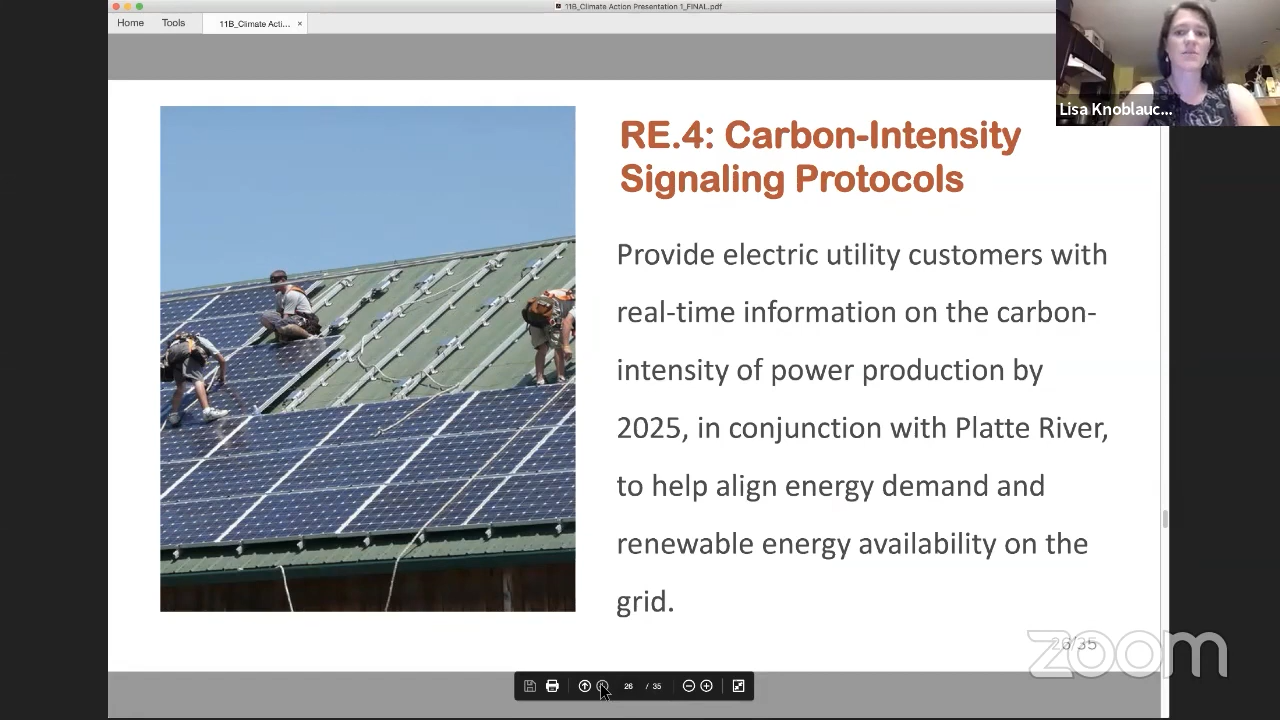 11B_Climate Action Presentation 1_FINAL.pdf
Home Tools 11B_Climate Acti... ×
Lisa Knoblauc...
RE.4: Carbon-Intensity
Signaling Protocols
Provide electric utility customers with
real-time information on the carbon-
intensity of power production by
2025, in conjunction with Platte River,
to help align energy demand and
renewable energy availability on the
grid.
26/35
zoom
26 / 35